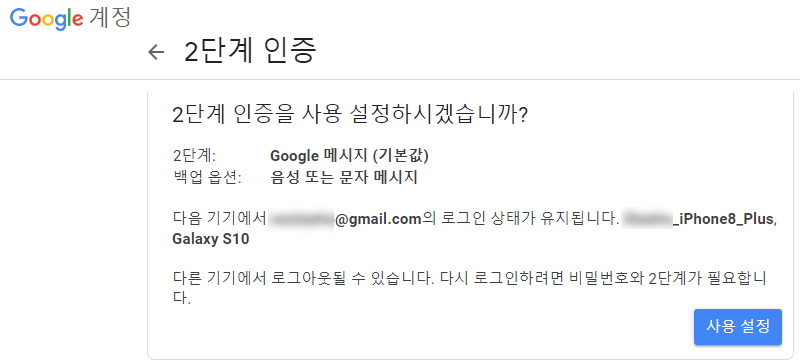 Google 계정
← 2단계 인증
2단계 인증을 사용 설정하시겠습니까?
2단계: Google 메시지 (기본값)
백업 옵션: 음성 또는 문자 메시지
다음 기기에서 @gmail.com의 로그인 상태가 유지됩니다. _iPhone8_Plus,
Galaxy S10
다른 기기에서 로그아웃될 수 있습니다. 다시 로그인하려면 비밀번호와 2단계가 필요합니
다.
사용 설정